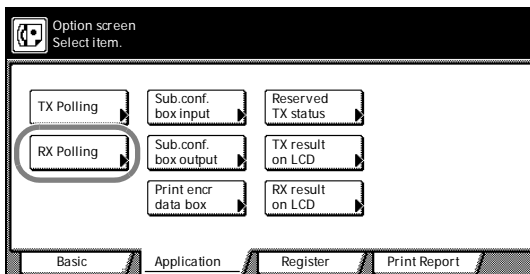 Option screen
Select item.
TX Polling
Sub.conf.
box input
Reserved
TX status
RX Polling
Sub.conf.
box output
TX result
on LCD
Print encr
data box
RX result
on LCD
Basic
Application
Register
Print Report